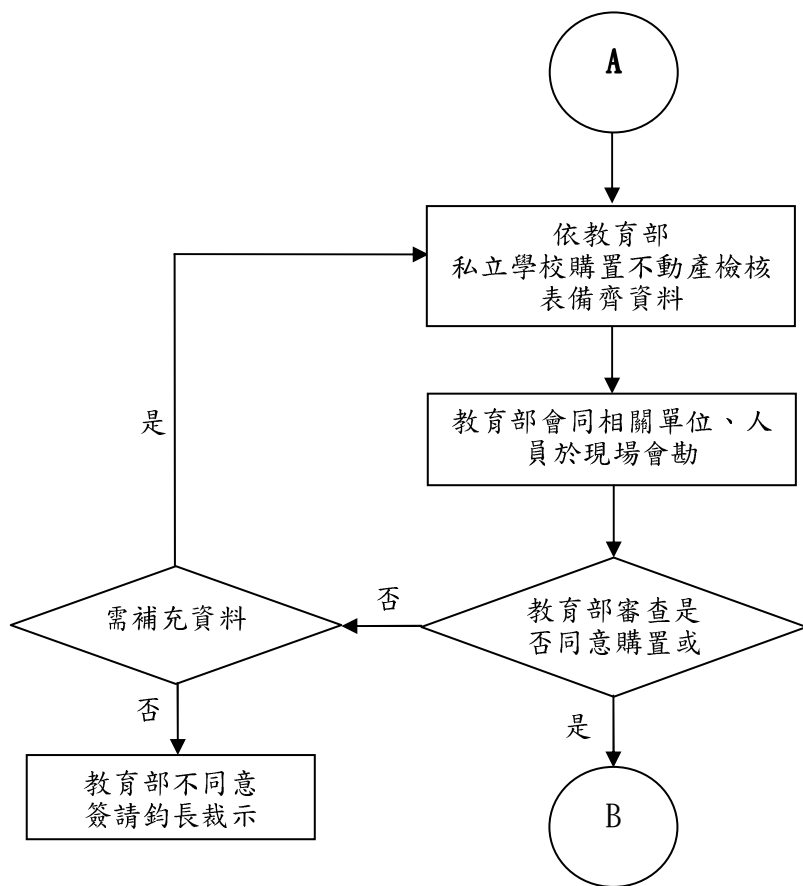 A
依教育部
私立學校購置不動產檢核
表備齊資料
教育部會同相關單位、人
員於現場會勘
教育部審查是
否同意購置或
否
需補充資料
是
否
教育部不同意
簽請鈞長裁示
是
B